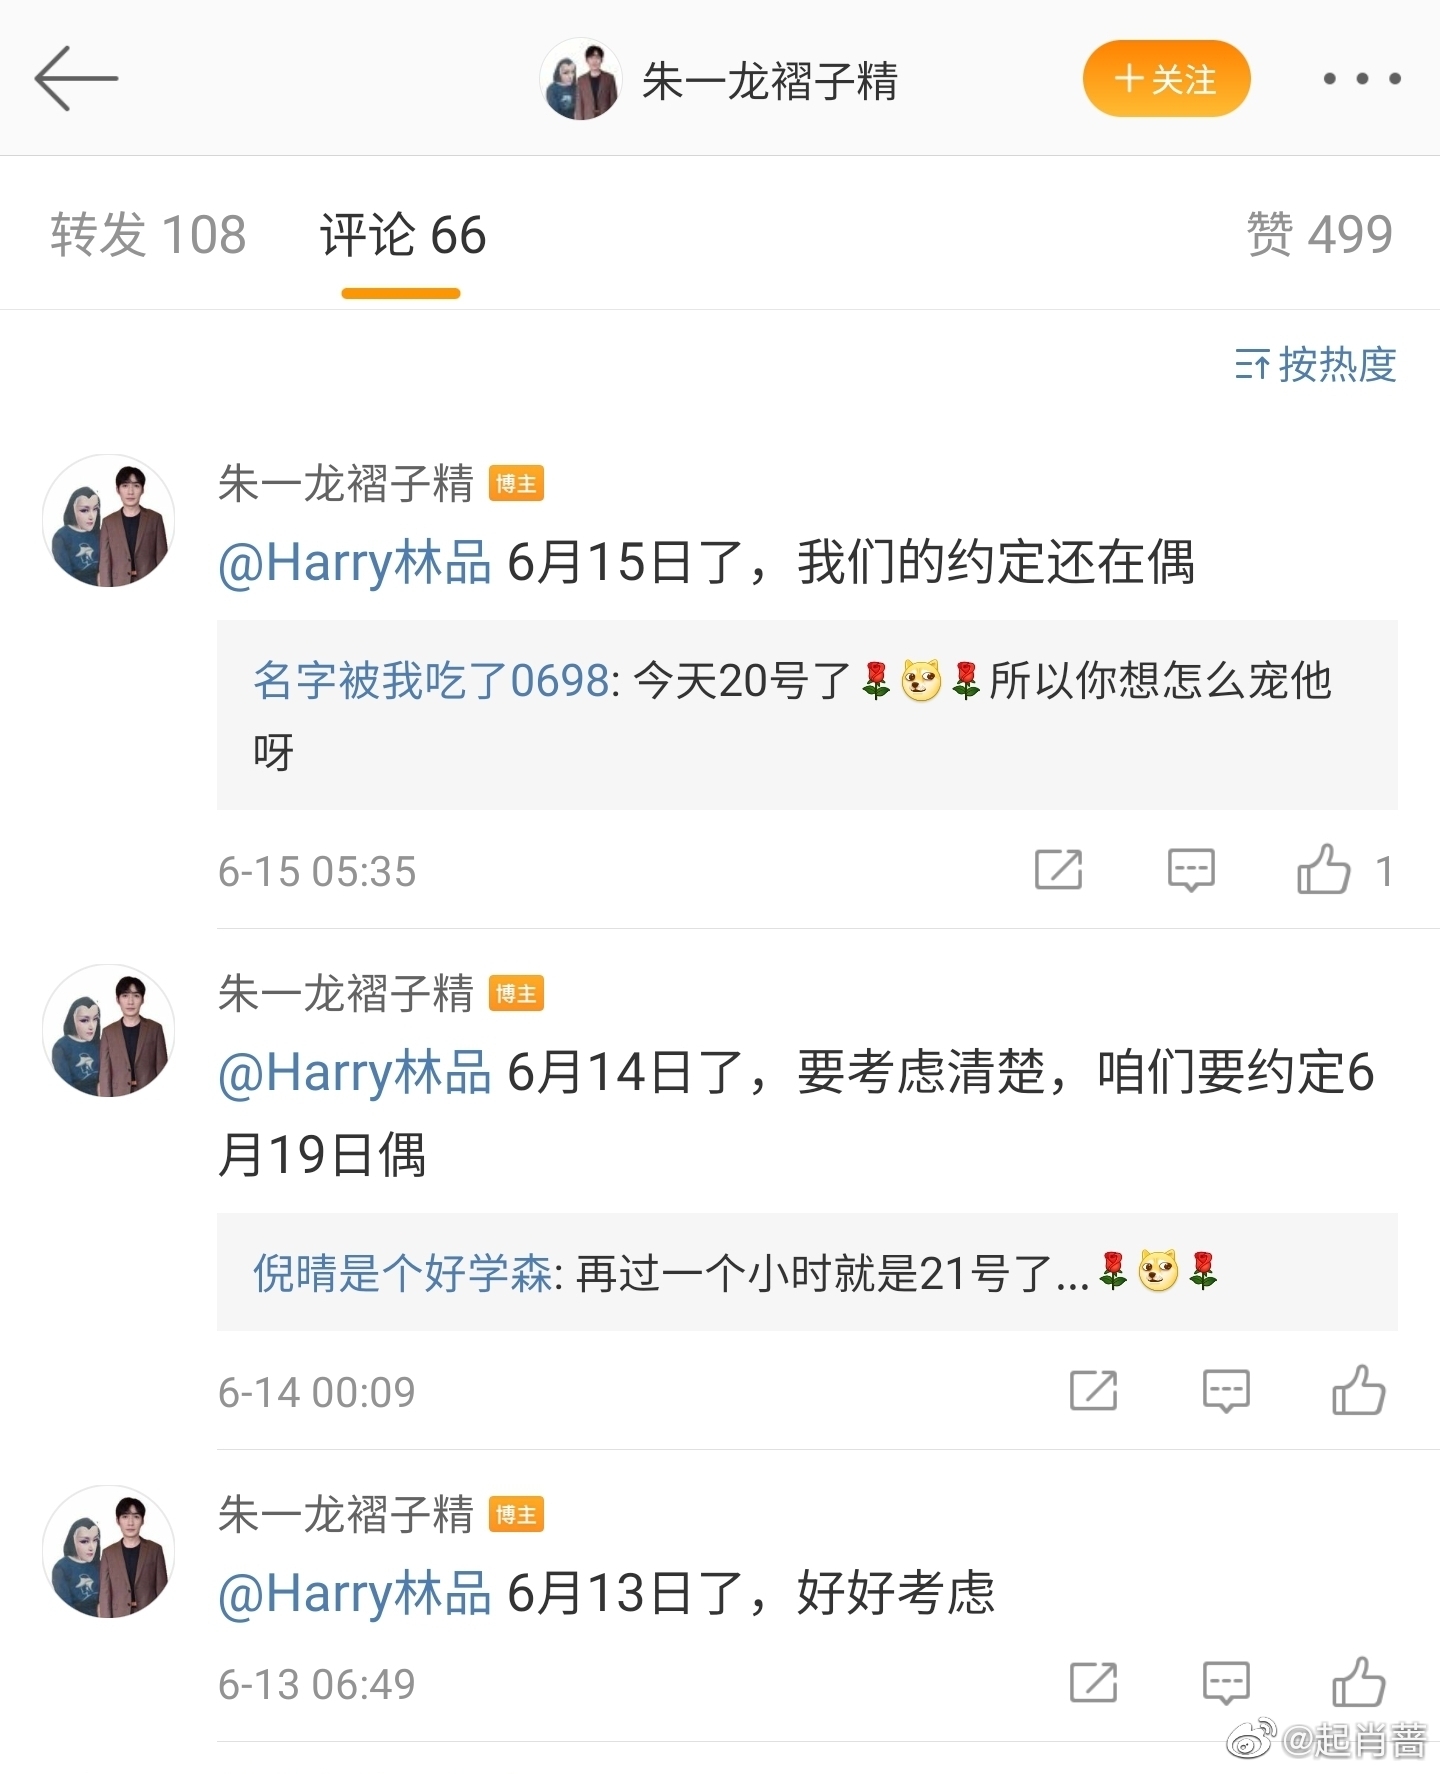 朱一龙褶子精
＋关注
转发 108
评论 66
赞 499
按热度
朱一龙褶子精 博主
@Harry林品 6月15日了，我们的约定还在偶
名字被我吃了0698: 今天20号了🌹🌹所以你想怎么宠他
呀
6-15 05:35
1
朱一龙褶子精 博主
@Harry林品 6月14日了，要考虑清楚，咱们要约定6
月19日偶
倪晴是个好学森: 再过一个小时就是21号了...🌹🌹
6-14 00:09
朱一龙褶子精 博主
@Harry林品 6月13日了，好好考虑
6-13 06:49
@起肖蔷